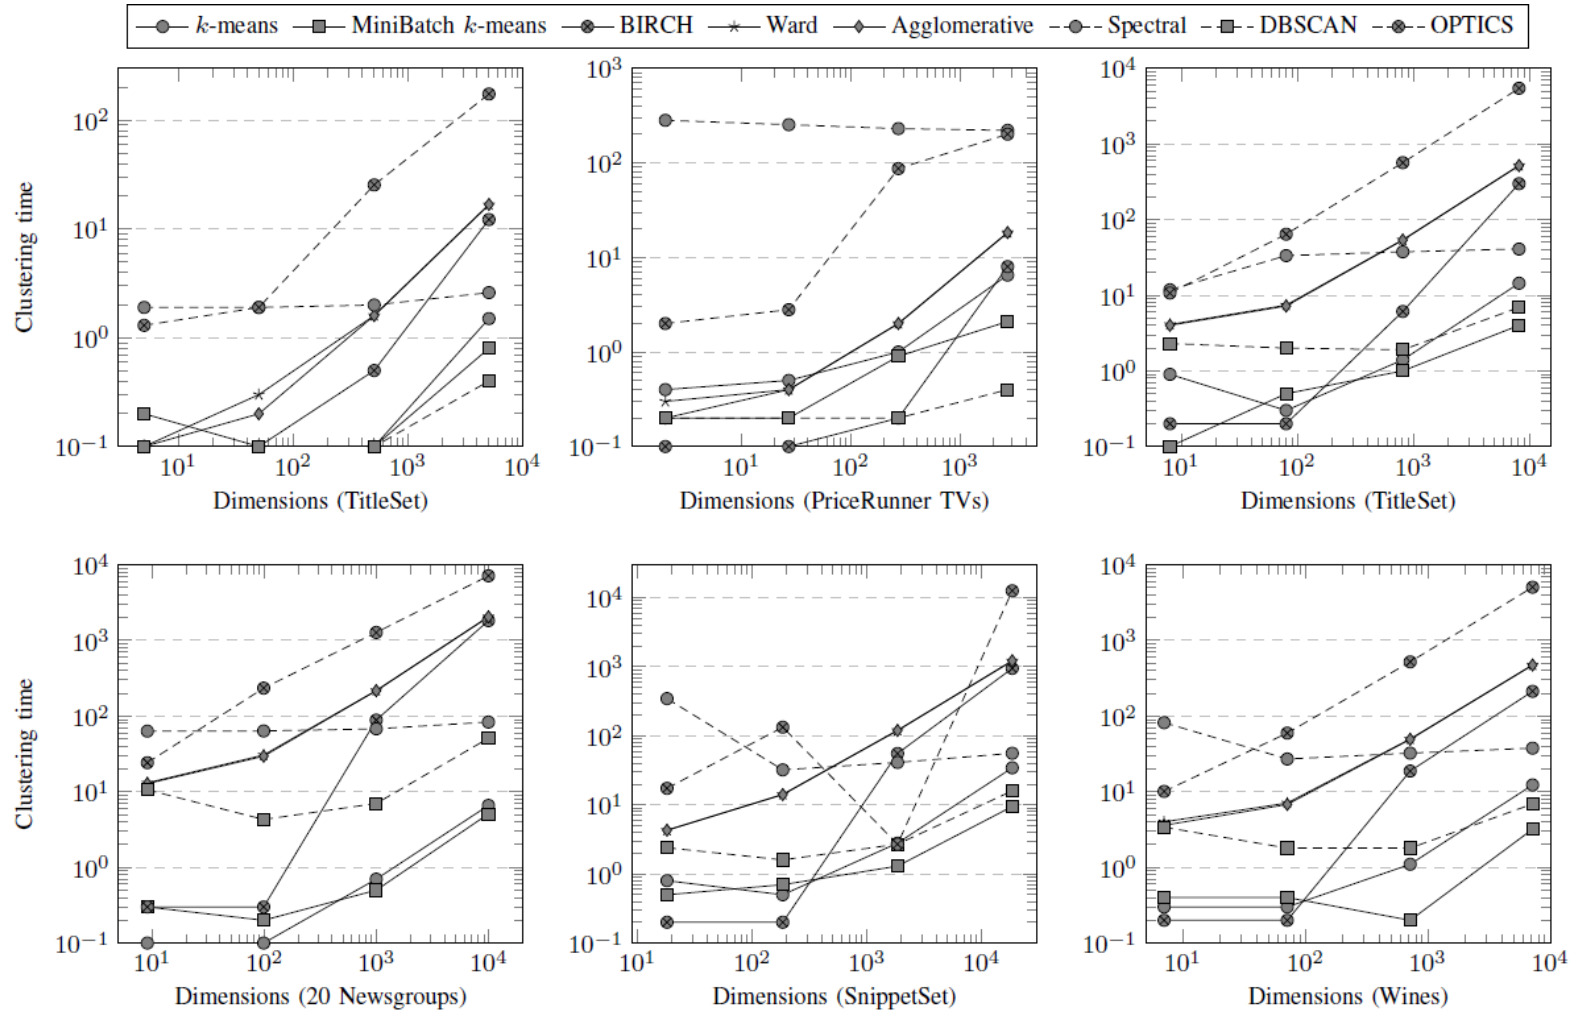 k-means MiniBatch k-means BIRCH Ward Agglomerative Spectral DBSCAN OPTICS
Clustering time
10^2
10^1
10^0
10^−1
10^1 10^2 10^3 10^4
Dimensions (TitleSet)
10^3
10^2
10^1
10^0
10^−1
10^1 10^2 10^3
Dimensions (PriceRunner TVs)
10^4
10^3
10^2
10^1
10^0
10^−1
10^1 10^2 10^3 10^4
Dimensions (TitleSet)
Clustering time
10^4
10^3
10^2
10^1
10^0
10^−1
10^1 10^2 10^3 10^4
Dimensions (20 Newsgroups)
10^4
10^3
10^2
10^1
10^0
10^−1
10^1 10^2 10^3 10^4
Dimensions (SnippetSet)
10^4
10^3
10^2
10^1
10^0
10^−1
10^1 10^2 10^3 10^4
Dimensions (Wines)